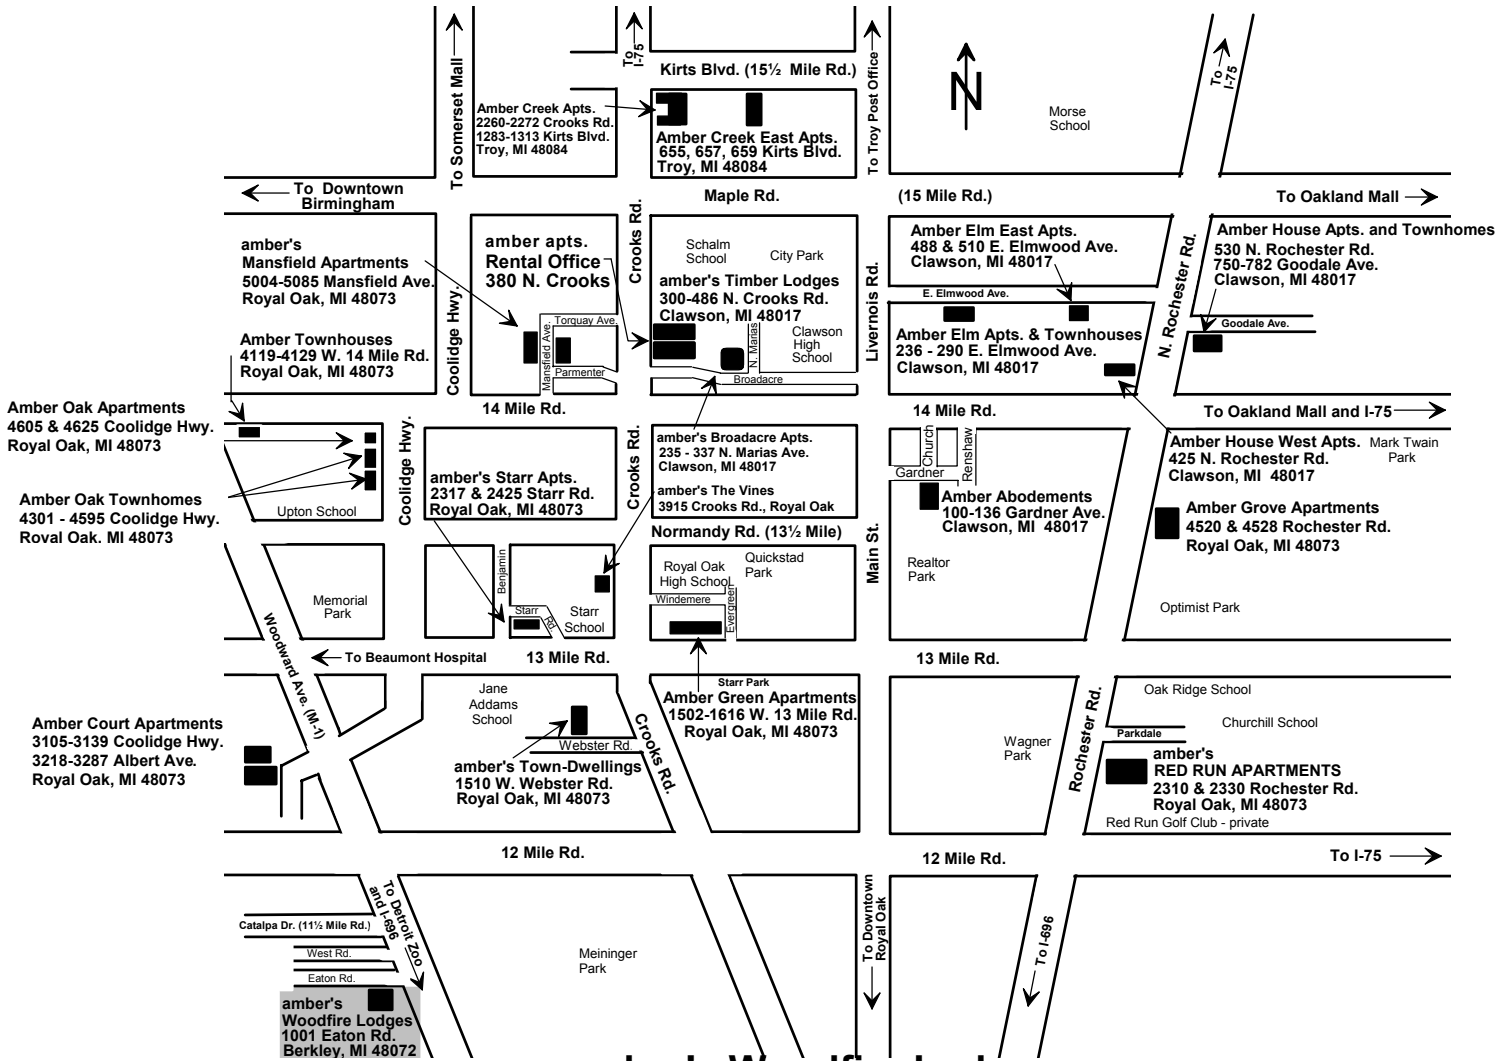 To Somerset Mall
To
I-75
Kirts Blvd. (15½ Mile Rd.)
To Troy Post Office
N
To
I-75
Morse
School
Amber Creek Apts.
2260-2272 Crooks Rd.
1283-1313 Kirts Blvd.
Troy, MI 48084
Amber Creek East Apts.
655, 657, 659 Kirts Blvd.
Troy, MI 48084
To Downtown
Birmingham
Maple Rd.
(15 Mile Rd.)
To Oakland Mall
amber's
Mansfield Apartments
5004-5085 Mansfield Ave.
Royal Oak, MI 48073
Coolidge Hwy.
amber apts.
Rental Office
380 N. Crooks
Crooks Rd.
Schalm
School
City Park
amber's Timber Lodges
300-486 N. Crooks Rd.
Clawson, MI 48017
Livernois Rd.
Amber Elm East Apts.
488 & 510 E. Elmwood Ave.
Clawson, MI 48017
E. Elmwood Ave.
N. Rochester Rd.
Amber House Apts. and Townhomes
530 N. Rochester Rd.
750-782 Goodale Ave.
Clawson, MI 48017
Goodale Ave.
Amber Townhouses
4119-4129 W. 14 Mile Rd.
Royal Oak, MI 48073
Torquay Ave.
Mansfield Ave.
Parmenter
N. Marias
Clawson
High
School
Broadacre
Amber Elm Apts. & Townhouses
236 - 290 E. Elmwood Ave.
Clawson, MI 48017
14 Mile Rd.
14 Mile Rd.
To Oakland Mall and I-75
Amber Oak Apartments
4605 & 4625 Coolidge Hwy.
Royal Oak, MI 48073
Amber Oak Townhomes
4301 - 4595 Coolidge Hwy.
Royal Oak. MI 48073
Upton School
Coolidge Hwy.
amber's Starr Apts.
2317 & 2425 Starr Rd.
Royal Oak, MI 48073
Crooks Rd.
amber's Broadacre Apts.
235 - 337 N. Marias Ave.
Clawson, MI 48017
amber's The Vines
3915 Crooks Rd., Royal Oak
Church
Renshaw
Gardner
Amber Abodements
100-136 Gardner Ave.
Clawson, MI 48017
Amber House West Apts.
425 N. Rochester Rd.
Clawson, MI 48017
Mark Twain
Park
Amber Grove Apartments
4520 & 4528 Rochester Rd.
Royal Oak, MI 48073
Normandy Rd. (13½ Mile)
Main St.
Memorial
Park
Benjamin
Starr
Rd.
Starr
School
Royal Oak
High School
Quickstad
Park
Windemere
Evergreen
Realtor
Park
Optimist Park
Woodward Ave. (M-1)
To Beaumont Hospital
13 Mile Rd.
13 Mile Rd.
Amber Court Apartments
3105-3139 Coolidge Hwy.
3218-3287 Albert Ave.
Royal Oak, MI 48073
Jane
Addams
School
Webster Rd.
amber's Town-Dwellings
1510 W. Webster Rd.
Royal Oak, MI 48073
Crooks Rd.
Starr Park
Amber Green Apartments
1502-1616 W. 13 Mile Rd.
Royal Oak, MI 48073
Wagner
Park
Rochester Rd.
Oak Ridge School
Churchill School
Parkdale
amber's
RED RUN APARTMENTS
2310 & 2330 Rochester Rd.
Royal Oak, MI 48073
Red Run Golf Club - private
12 Mile Rd.
12 Mile Rd.
To I-75
To Detroit Zoo
and I-696
Catalpa Dr. (11½ Mile Rd.)
West Rd.
Eaton Rd.
amber's
Woodfire Lodges
1001 Eaton Rd.
Berkley, MI 48072
Meininger
Park
To Downtown
Royal Oak
To I-696